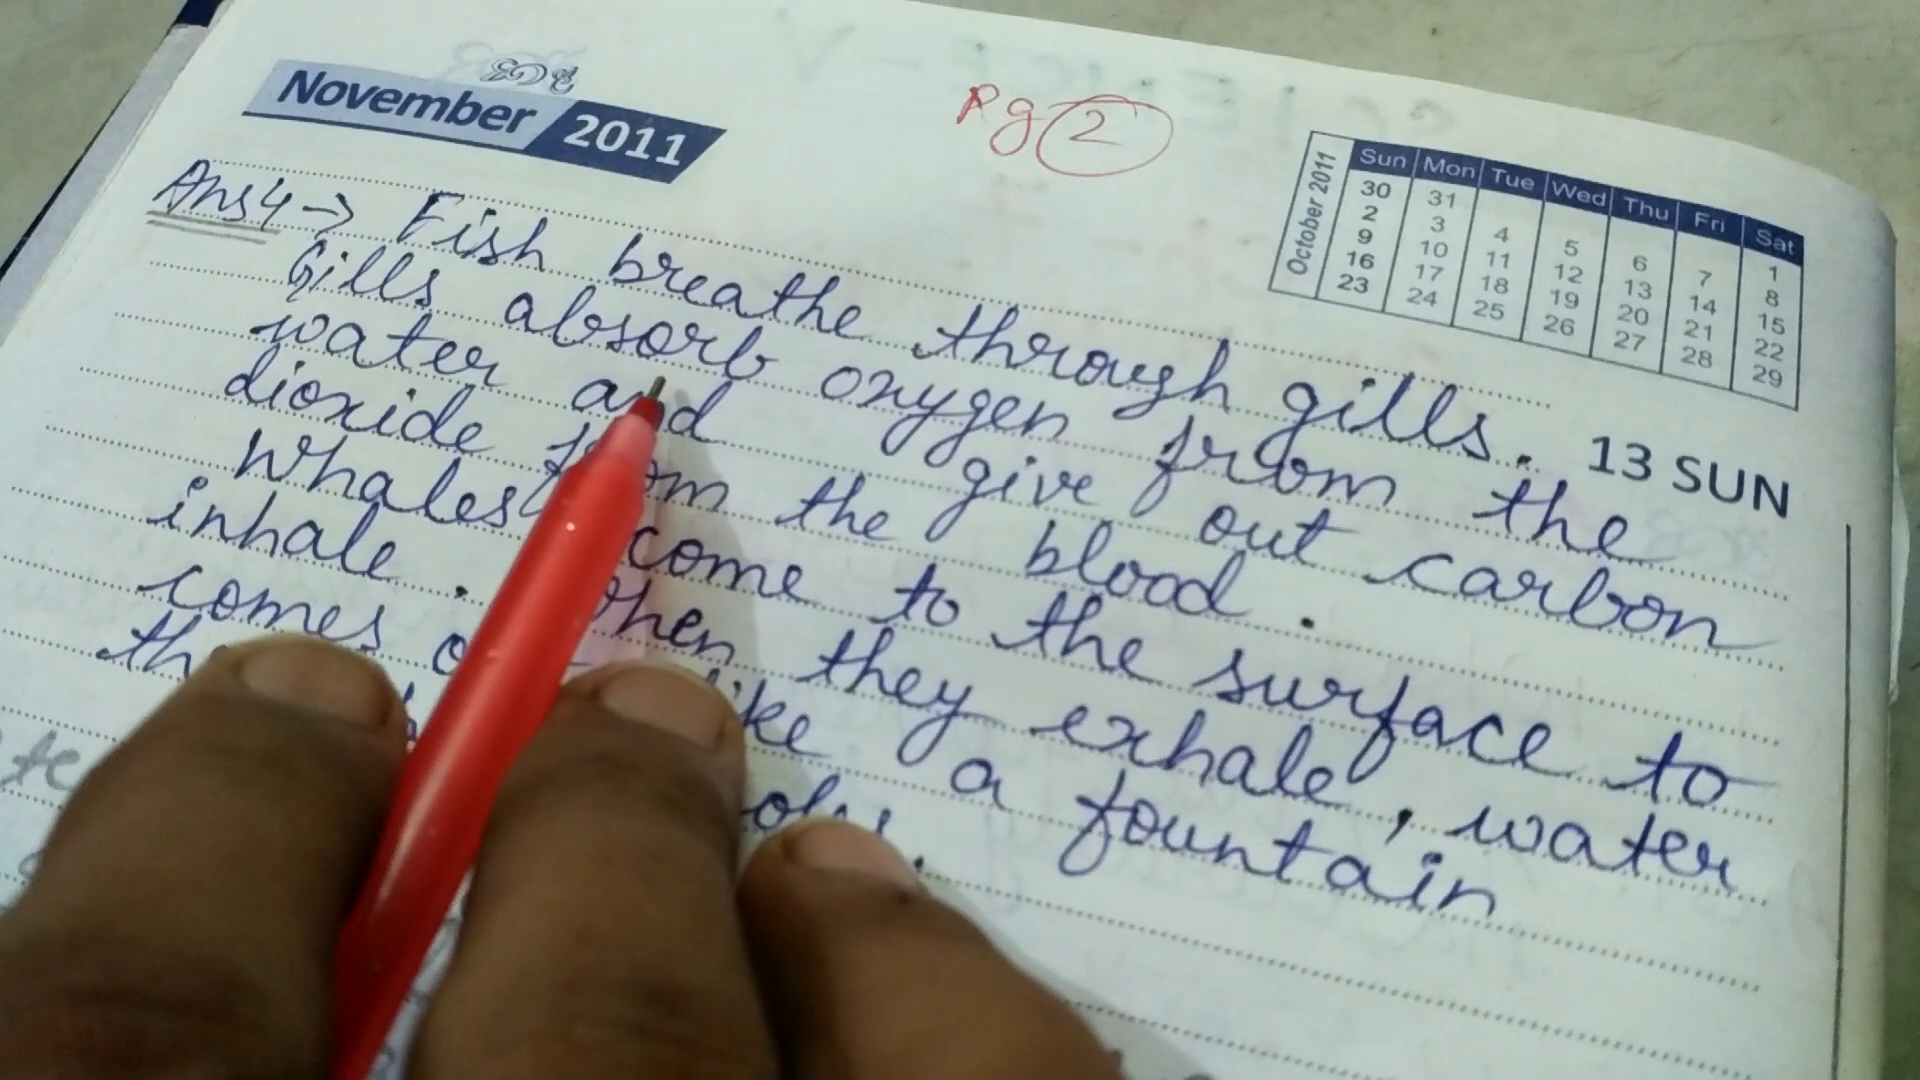 November 2011
Pg 2
October 2011
Sun Mon Tue Wed Thu Fri Sat
30 31 1
2 3 4 5 6 7 8
9 10 11 12 13 14 15
16 17 18 19 20 21 22
23 24 25 26 27 28 29
13 SUN
Ans4 → Fish breathe through gills.
Gills absorb oxygen from the
water and give out carbon
dioxide from the blood.
Whales come to the surface to
inhale. When they exhale, water
comes like a fountain